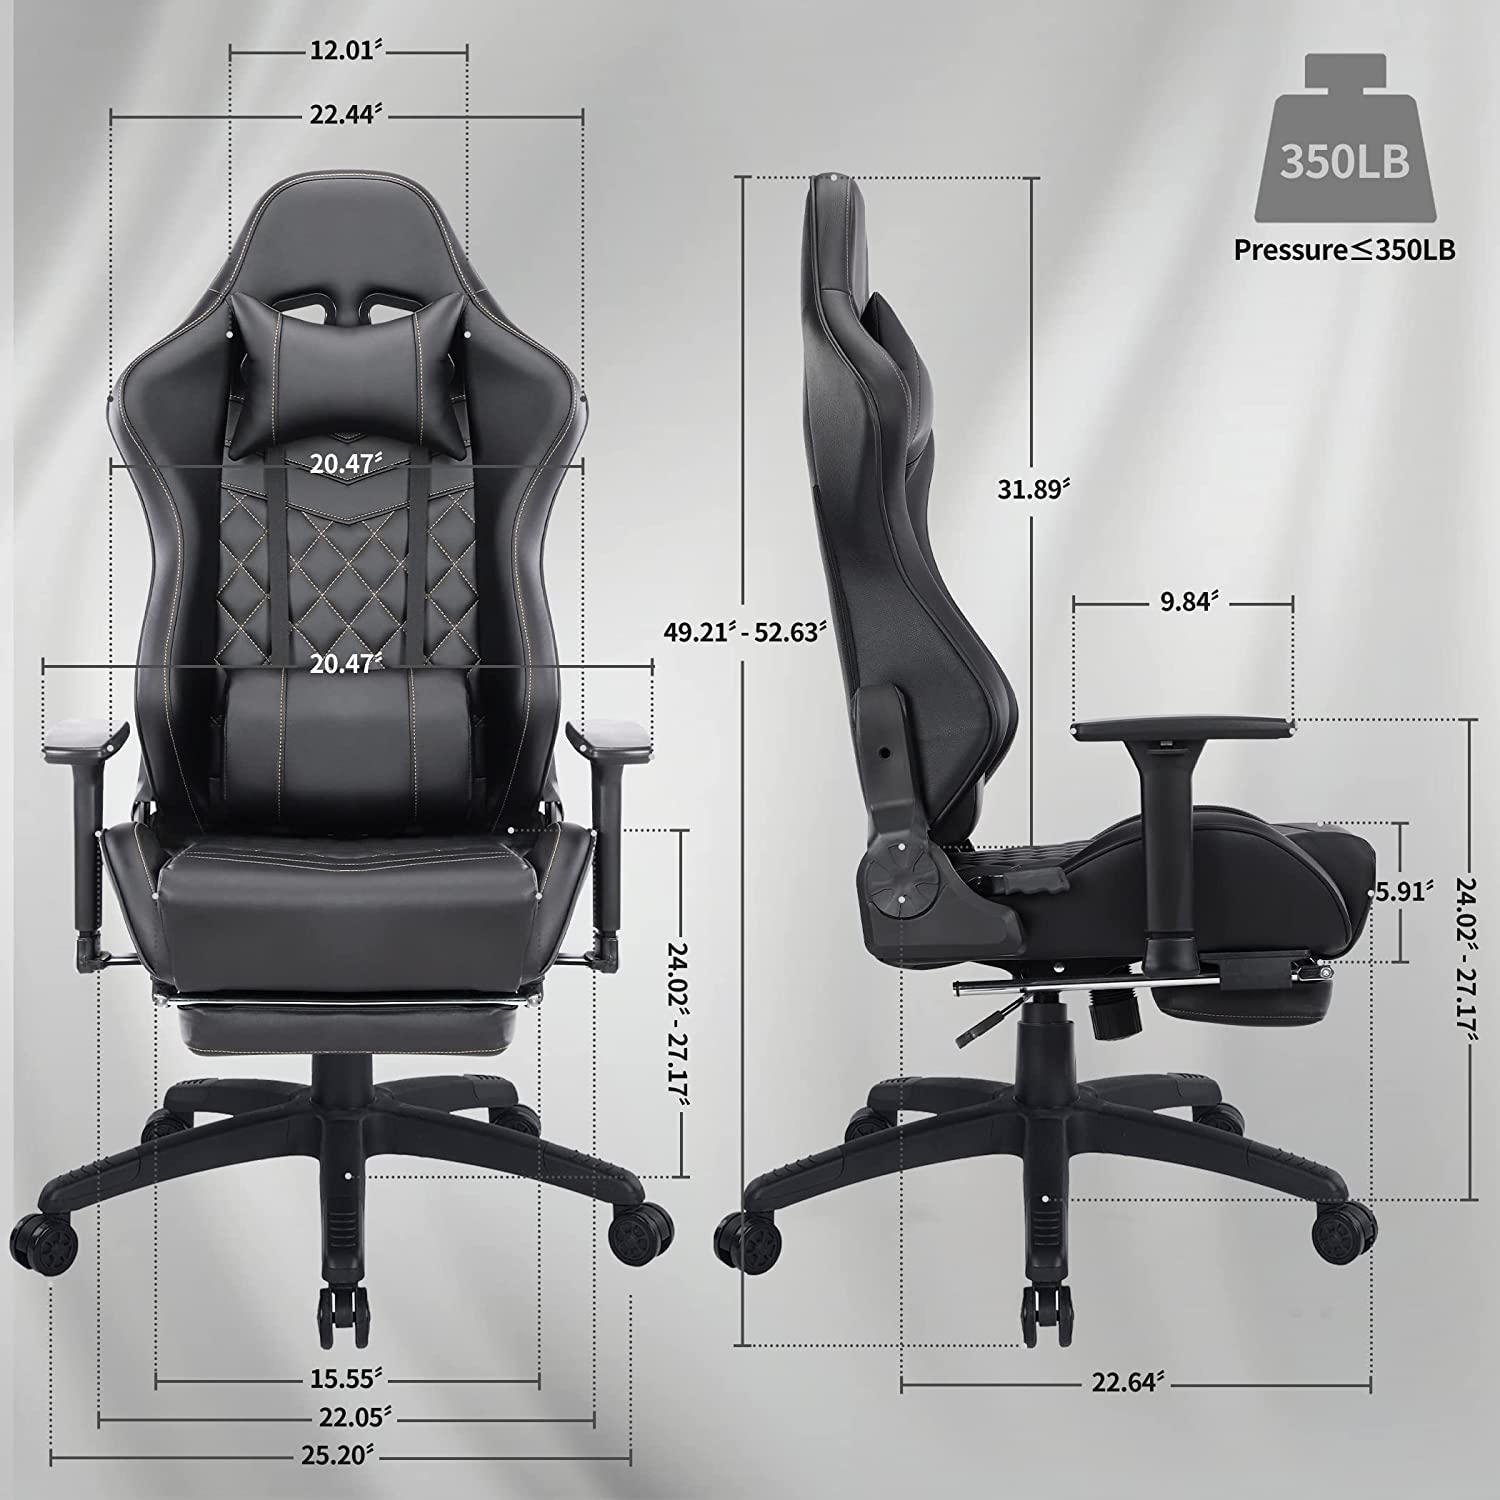 12.01″
22.44″
20.47″
20.47″
24.02″ - 27.17″
15.55″
22.05″
25.20″
350LB
Pressure≤350LB
49.21″ - 52.63″
31.89″
9.84″
5.91″
24.02″ - 27.17″
22.64″